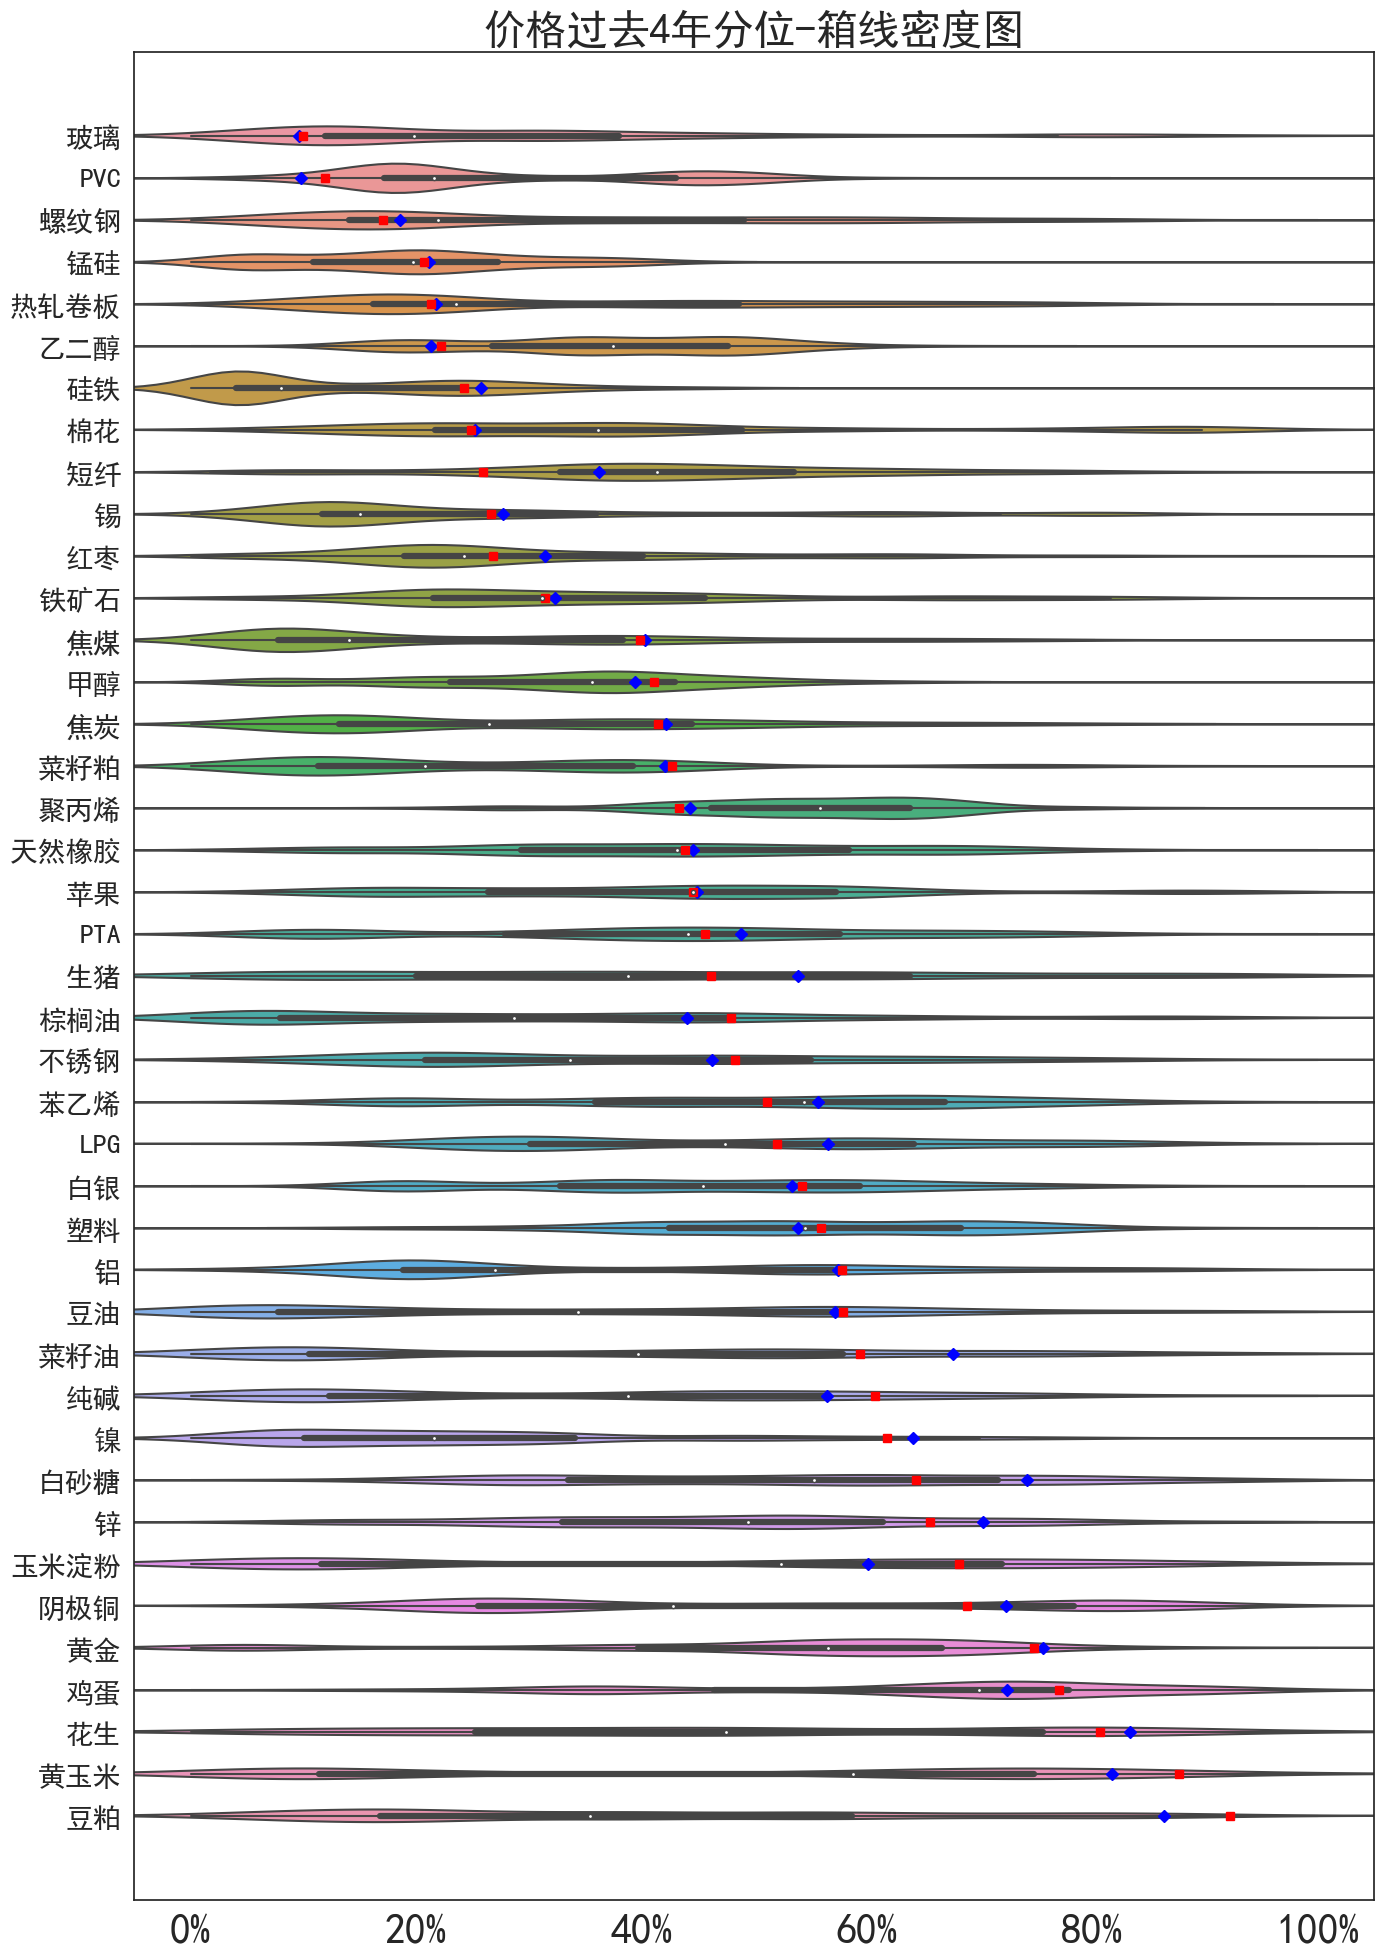 价格过去4年分位-箱线密度图
玻璃
PVC
螺纹钢
锰硅
热轧卷板
乙二醇
硅铁
棉花
短纤
锡
红枣
铁矿石
焦煤
甲醇
焦炭
菜籽粕
聚丙烯
天然橡胶
苹果
PTA
生猪
棕榈油
不锈钢
苯乙烯
LPG
白银
塑料
铝
豆油
菜籽油
纯碱
镍
白砂糖
锌
玉米淀粉
阴极铜
黄金
鸡蛋
花生
黄玉米
豆粕
0% 20% 40% 60% 80% 100%